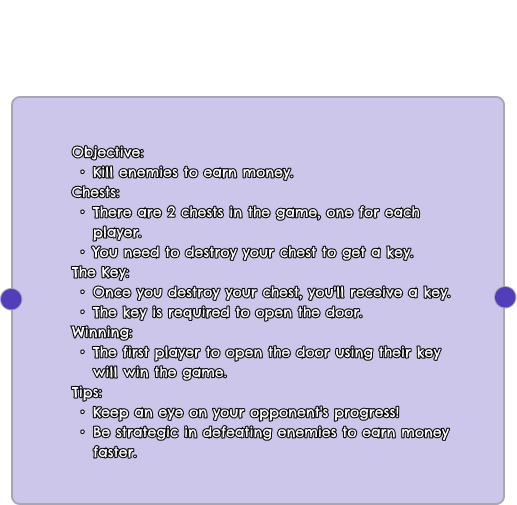 Objective:
• Kill enemies to earn money.
Chests:
• There are 2 chests in the game, one for each
player.
• You need to destroy your chest to get a key.
The Key:
• Once you destroy your chest, you'll receive a key.
• The key is required to open the door.
Winning:
• The first player to open the door using their key
will win the game.
Tips:
• Keep an eye on your opponent's progress!
• Be strategic in defeating enemies to earn money
faster.